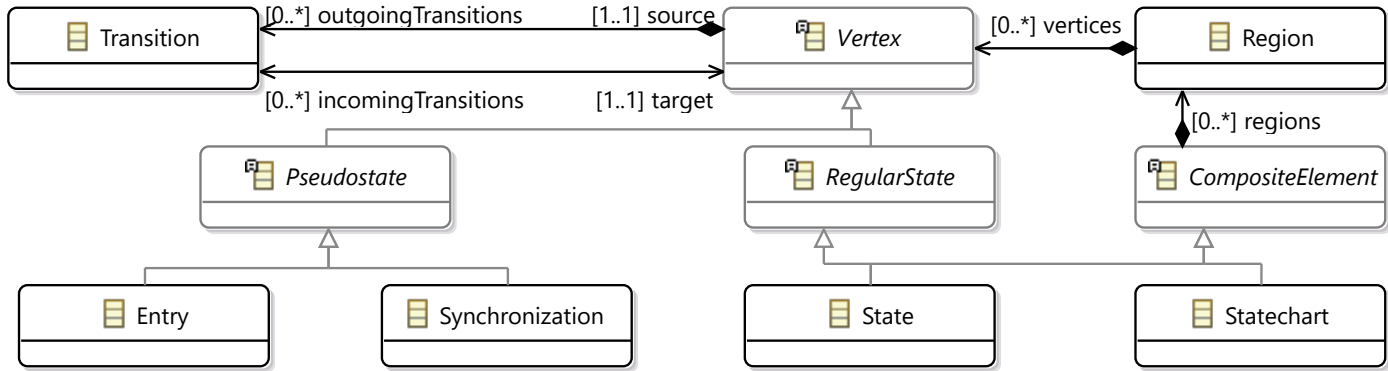 [0..*] outgoingTransitions [1..1] source
[0..*] vertices
Transition Vertex Region
[0..*] incomingTransitions [1..1] target
[0..*] regions
Pseudostate RegularState CompositeElement
Entry Synchronization State Statechart